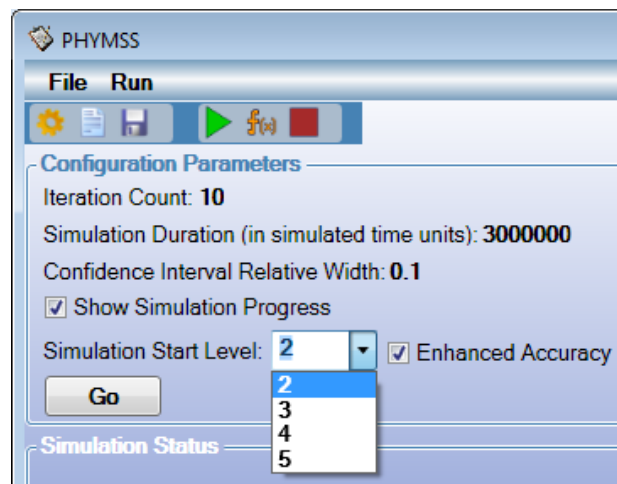 PHYMSS
File Run
f(x)
Configuration Parameters
Iteration Count: 10
Simulation Duration (in simulated time units): 3000000
Confidence Interval Relative Width: 0.1
Show Simulation Progress
Simulation Start Level: 2 Enhanced Accuracy
2
Go
3
4
5
Simulation Status